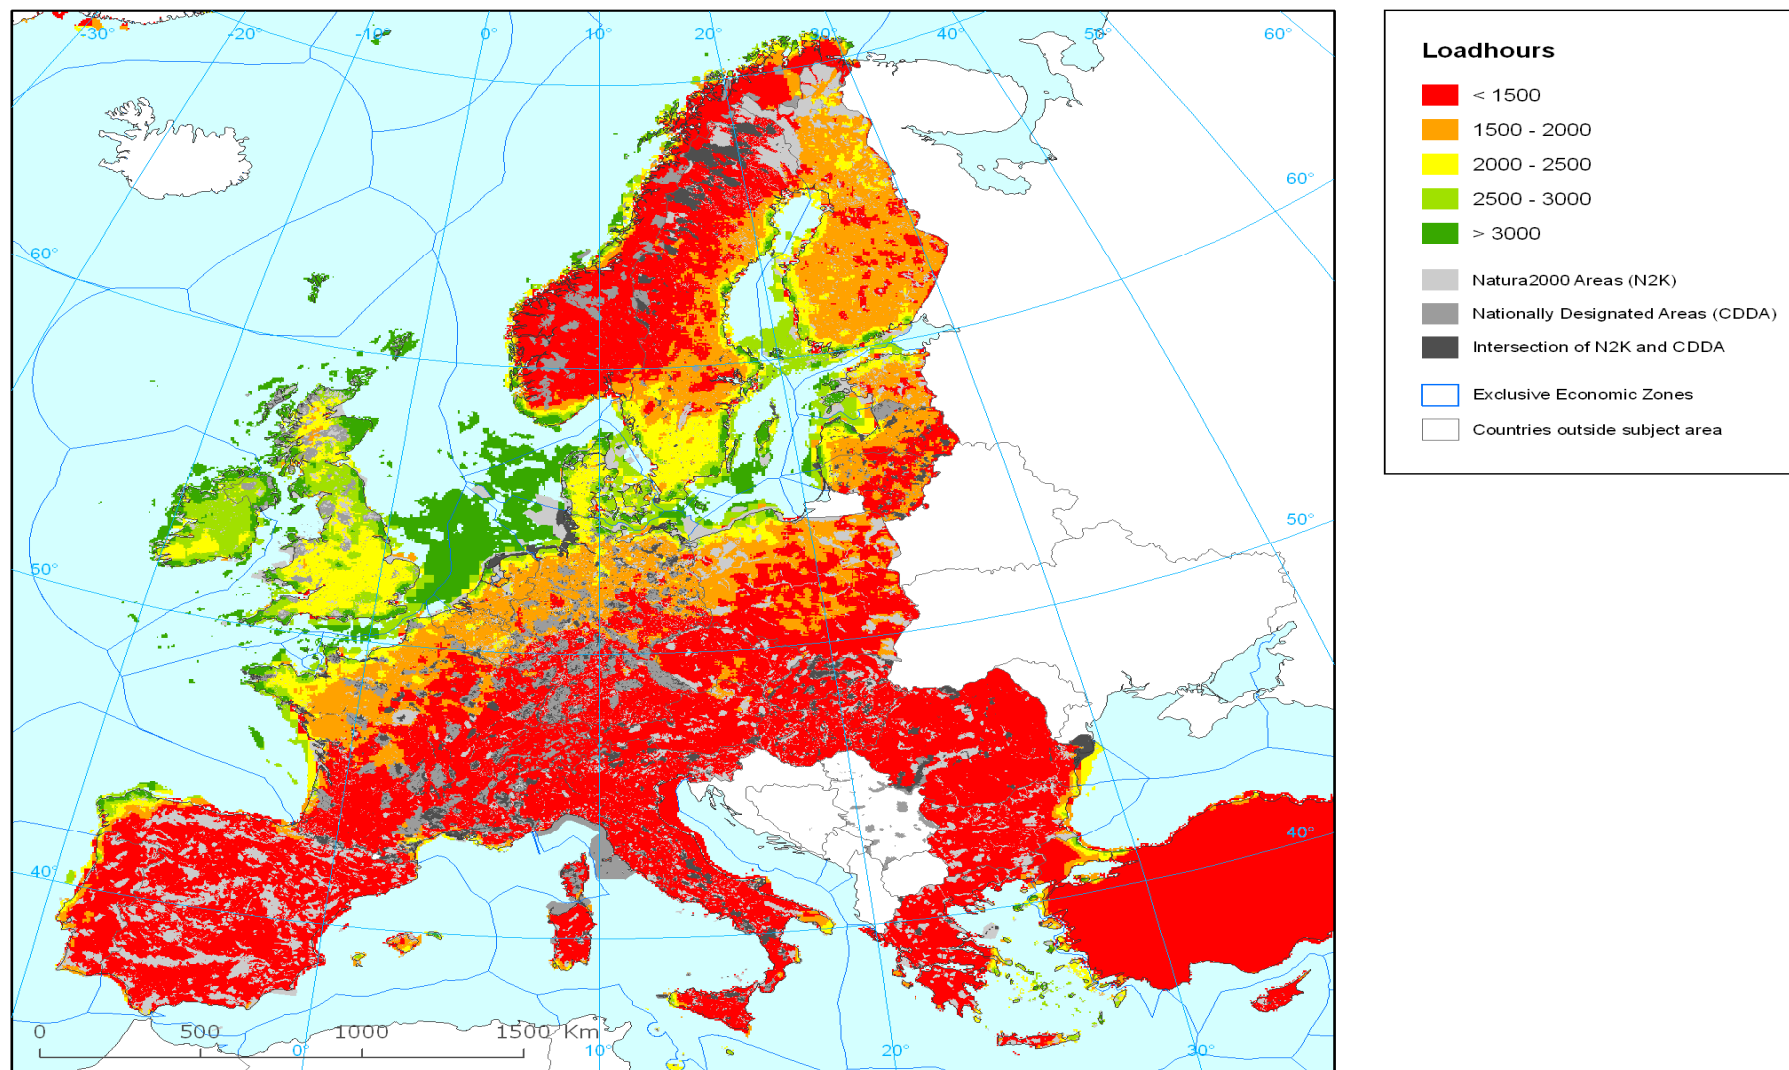 -30° -20° -10° 0° 10° 20° 30° 40° 50° 60°
60°
60°
50°
50°
40°
40°
0 500 1000 1500 Km
0° 10° 20° 30°
Loadhours
< 1500
1500 - 2000
2000 - 2500
2500 - 3000
> 3000
Natura2000 Areas (N2K)
Nationally Designated Areas (CDDA)
Intersection of N2K and CDDA
Exclusive Economic Zones
Countries outside subject area